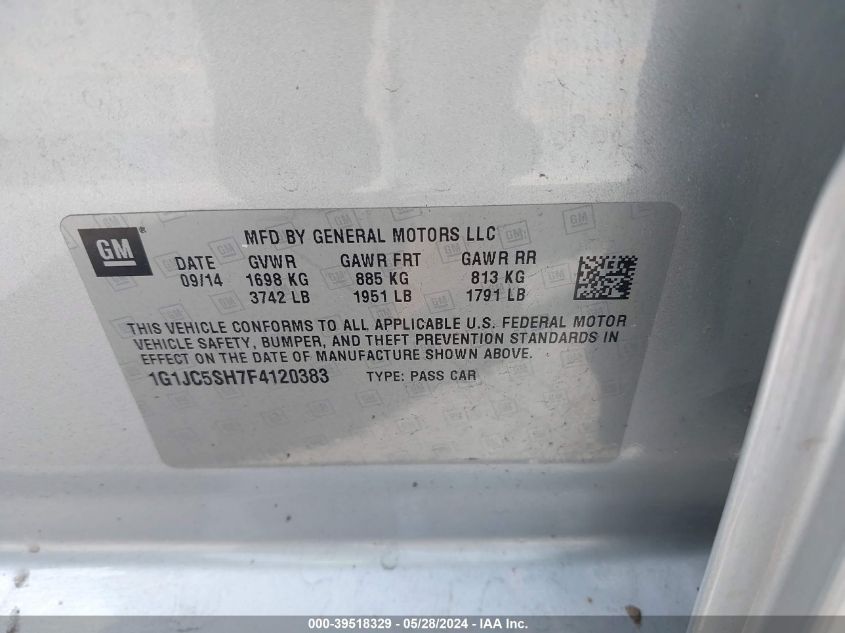 GM ®
MFD BY GENERAL MOTORS LLC
DATE GVWR GAWR FRT GAWR RR
09/14 1698 KG 885 KG 813 KG
3742 LB 1951 LB 1791 LB
THIS VEHICLE CONFORMS TO ALL APPLICABLE U.S. FEDERAL MOTOR
VEHICLE SAFETY, BUMPER, AND THEFT PREVENTION STANDARDS IN
EFFECT ON THE DATE OF MANUFACTURE SHOWN ABOVE.
1G1JC5SH7F4120383 TYPE: PASS CAR
000-39518329 - 05/28/2024 - IAA Inc.